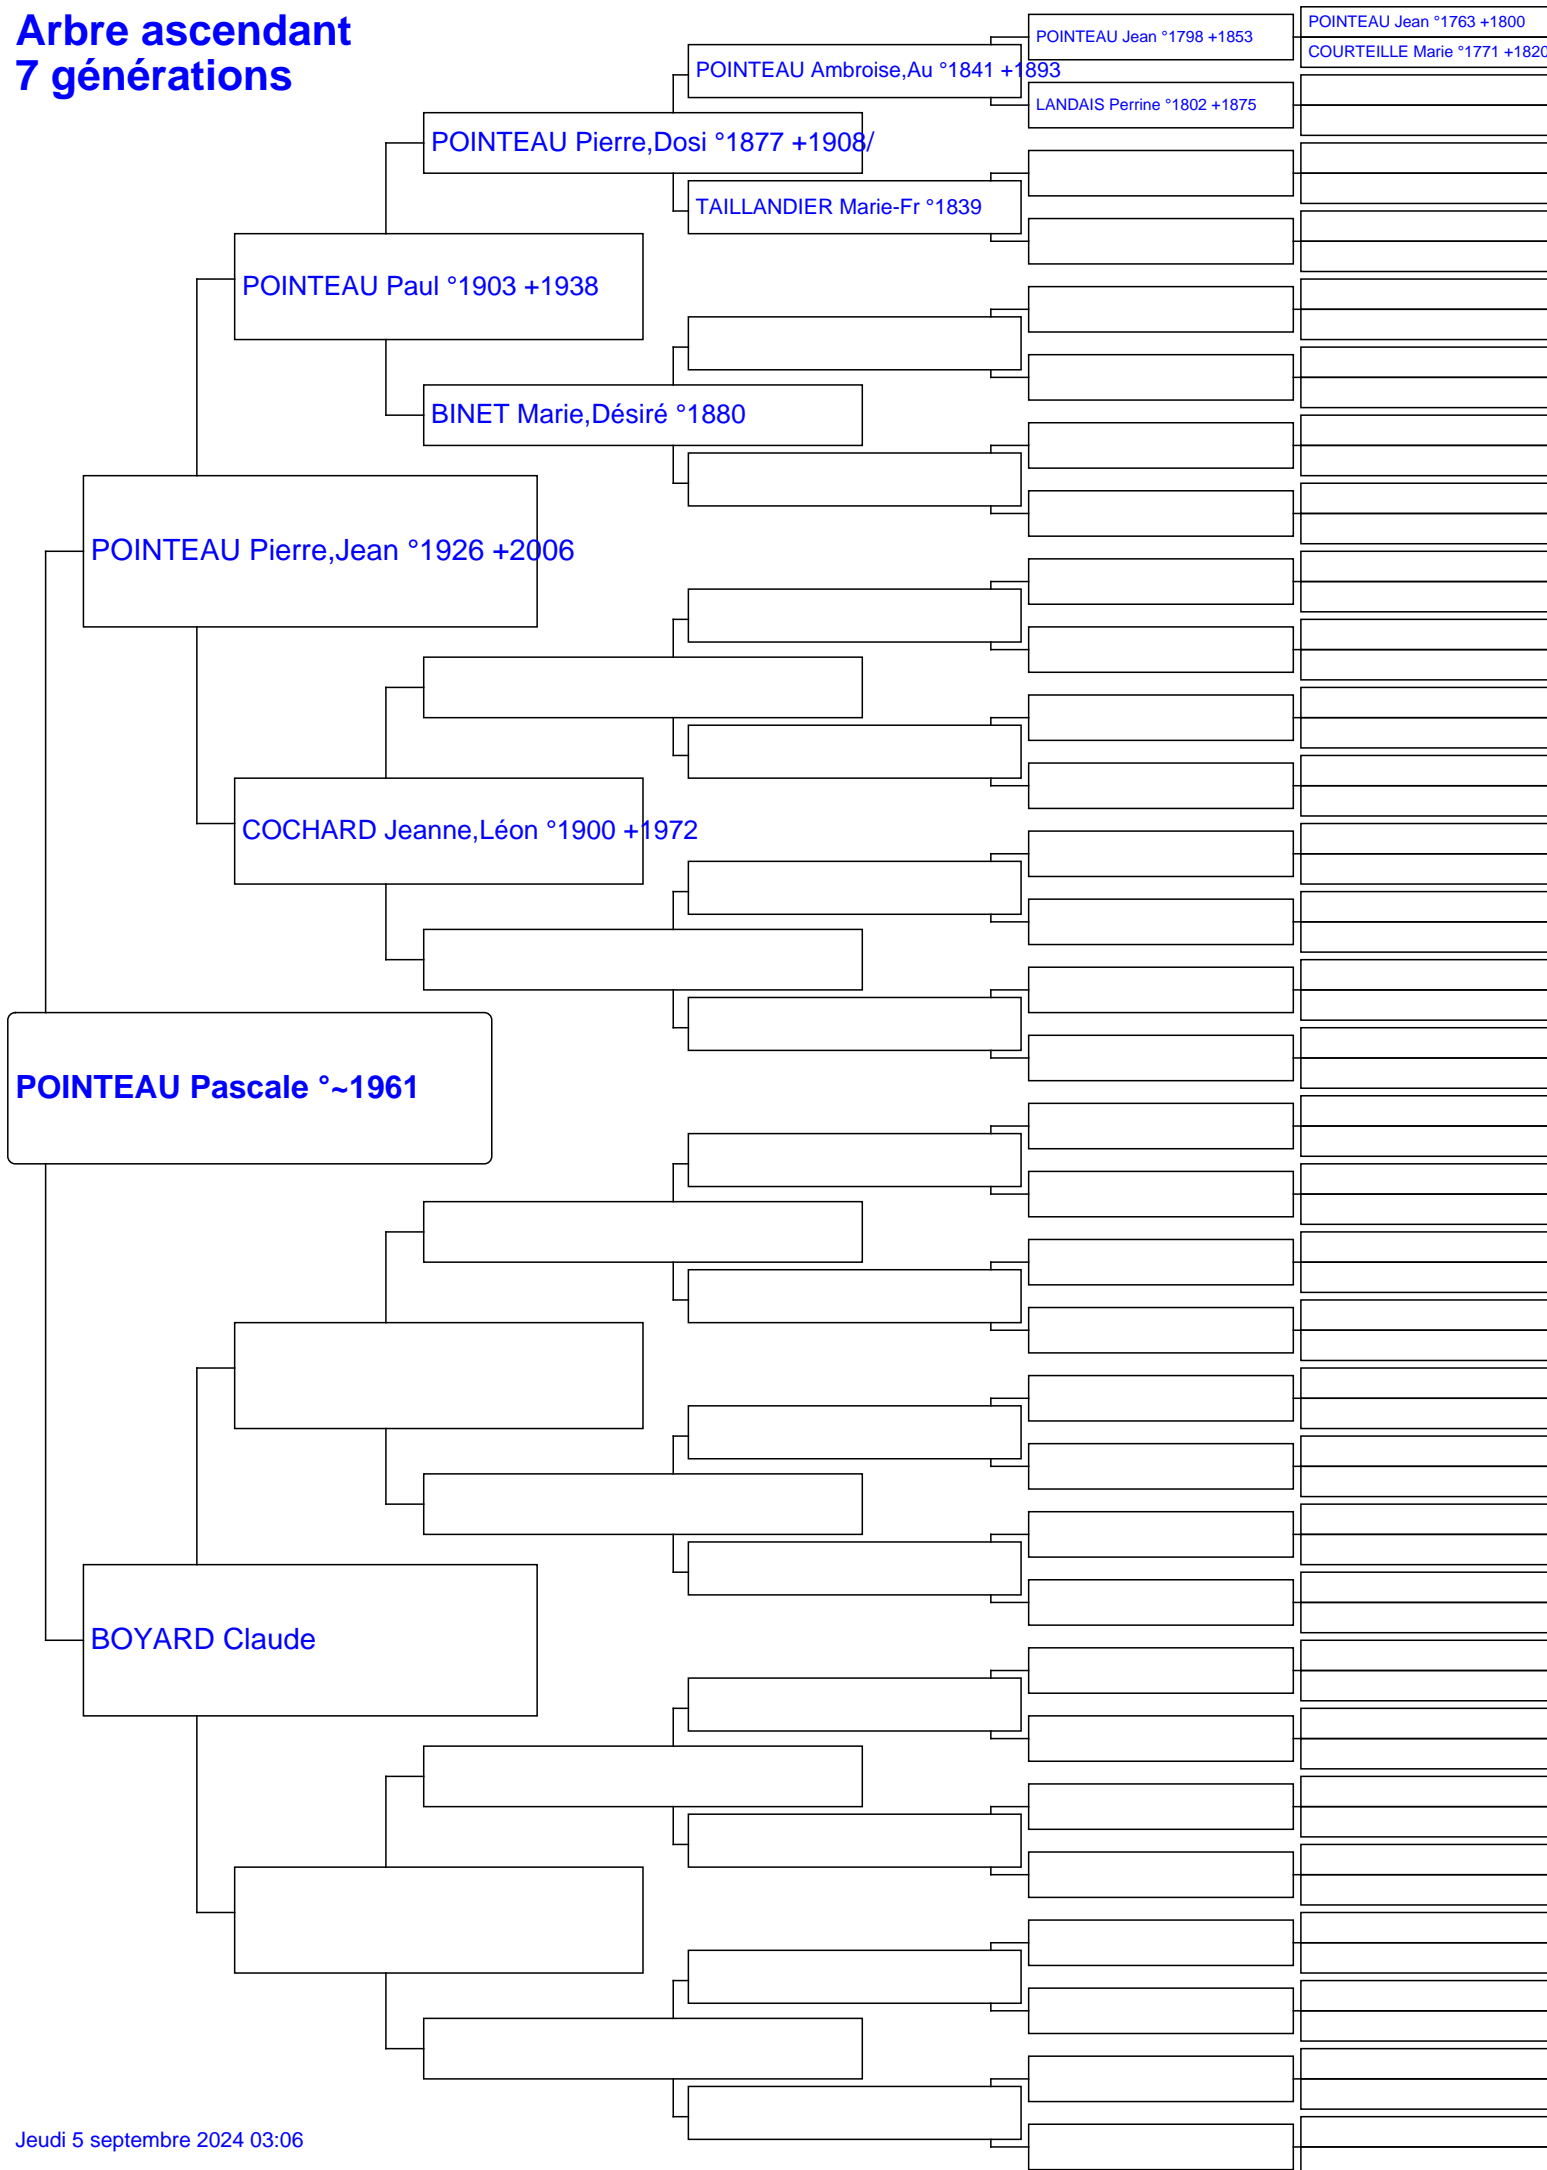 Arbre ascendant
7 générations
POINTEAU Jean °1763 +1800
POINTEAU Jean °1798 +1853
COURTEILLE Marie °1771 +1820
POINTEAU Ambroise,Au °1841 +1893
LANDAIS Perrine °1802 +1875
POINTEAU Pierre,Dosi °1877 +1908/
TAILLANDIER Marie-Fr °1839
POINTEAU Paul °1903 +1938
BINET Marie,Désiré °1880
POINTEAU Pierre,Jean °1926 +2006
COCHARD Jeanne,Léon °1900 +1972
POINTEAU Pascale °~1961
BOYARD Claude
Jeudi 5 septembre 2024 03:06